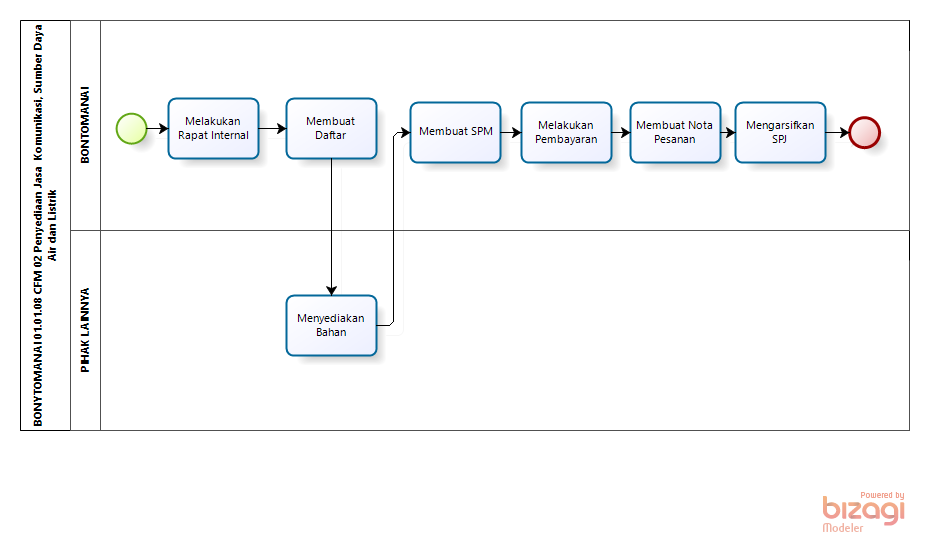 BONYTOMANAI 01.01.08 CFM 02 Penyediaan Jasa Komunikasi, Sumber Daya
Air dan Listrik
BONTOMANAI
Melakukan
Rapat Internal
Membuat
Daftar
Membuat SPM
Melakukan
Pembayaran
Membuat Nota
Pesanan
Mengarsifkan
SPJ
PIHAK LAINNYA
Menyediakan
Bahan
Powered by
bizagi
Modeler